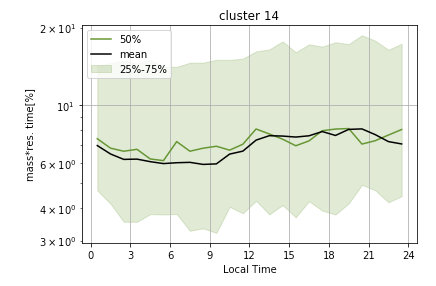 cluster 14
2 × 10¹
50%
mean
25%-75%
10¹
6 × 10⁰
4 × 10⁰
3 × 10⁰
mass*res. time[%]
0 3 6 9 12 15 18 21 24
Local Time